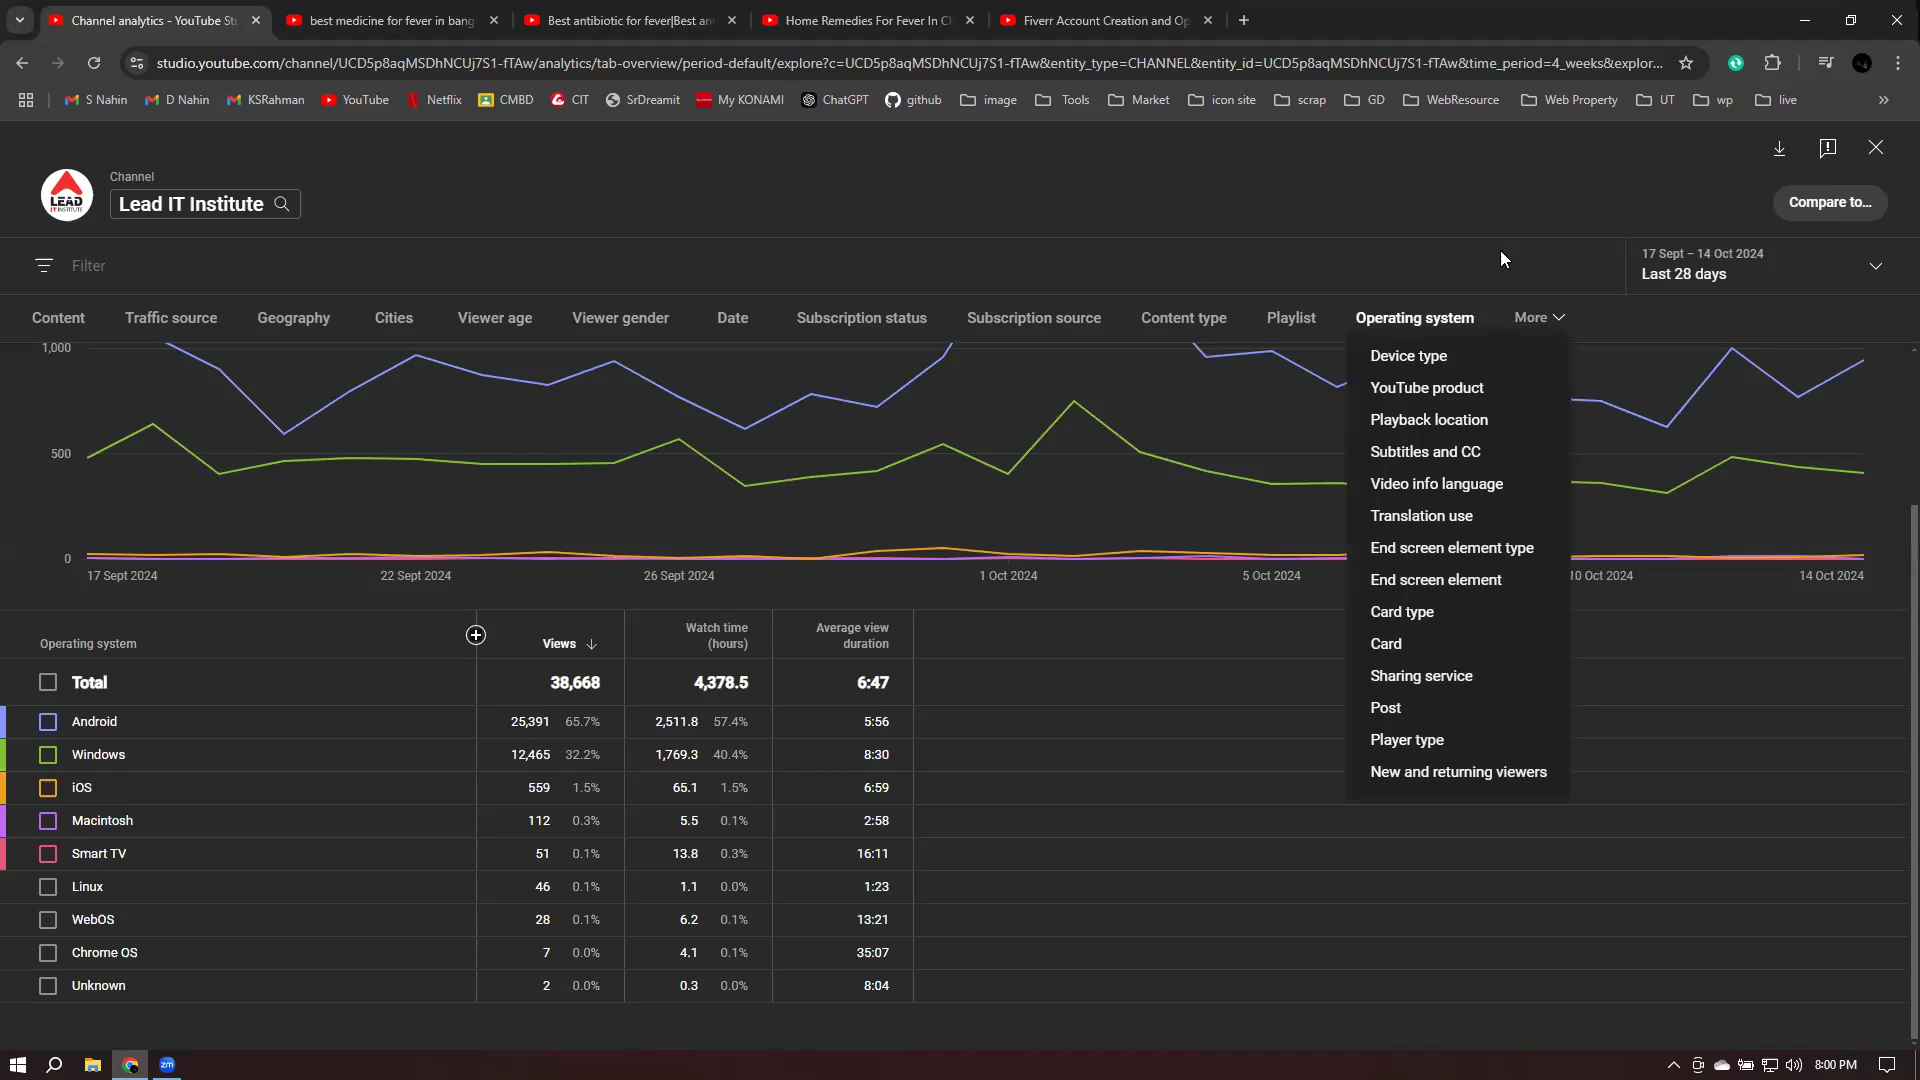 Channel analytics - YouTube St
best medicine for fever in bang
Best antibiotic for fever|Best an
Home Remedies For Fever In C
Fiverr Account Creation and Op
studio.youtube.com/channel/UCD5p8aqMSDhNCUj7S1-fTAw/analytics/tab-overview/period-default/explore?c=UCD5p8aqMSDhNCUj7S1-fTAw&entity_type=CHANNEL&entity_id=UCD5p8aqMSDhNCUj7S1-fTAw&time_period=4_weeks&explor...
S Nahin
D Nahin
KSRahman
YouTube
Netflix
CMBD
CIT
SrDreamit
My KONAMI
ChatGPT
github
image
Tools
Market
icon site
scrap
GD
WebResource
Web Property
UT
wp
live
LEAD
IT INSTITUTE
Channel
Lead IT Institute
Compare to...
Filter
17 Sept – 14 Oct 2024
Last 28 days
Content Traffic source Geography Cities Viewer age Viewer gender Date Subscription status Subscription source Content type Playlist Operating system More
Device type
YouTube product
Playback location
Subtitles and CC
Video info language
Translation use
End screen element type
End screen element
Card type
Card
Sharing service
Post
Player type
New and returning viewers
1,000
500
0
17 Sept 2024 22 Sept 2024 26 Sept 2024 1 Oct 2024 5 Oct 2024 10 Oct 2024 14 Oct 2024
Operating system
Views
Watch time
(hours)
Average view
duration
Total 38,668 4,378.5 6:47
Android 25,391 65.7% 2,511.8 57.4% 5:56
Windows 12,465 32.2% 1,769.3 40.4% 8:30
iOS 559 1.5% 65.1 1.5% 6:59
Macintosh 112 0.3% 5.5 0.1% 2:58
Smart TV 51 0.1% 13.8 0.3% 16:11
Linux 46 0.1% 1.1 0.0% 1:23
WebOS 28 0.1% 6.2 0.1% 13:21
Chrome OS 7 0.0% 4.1 0.1% 35:07
Unknown 2 0.0% 0.3 0.0% 8:04
zm
8:00 PM